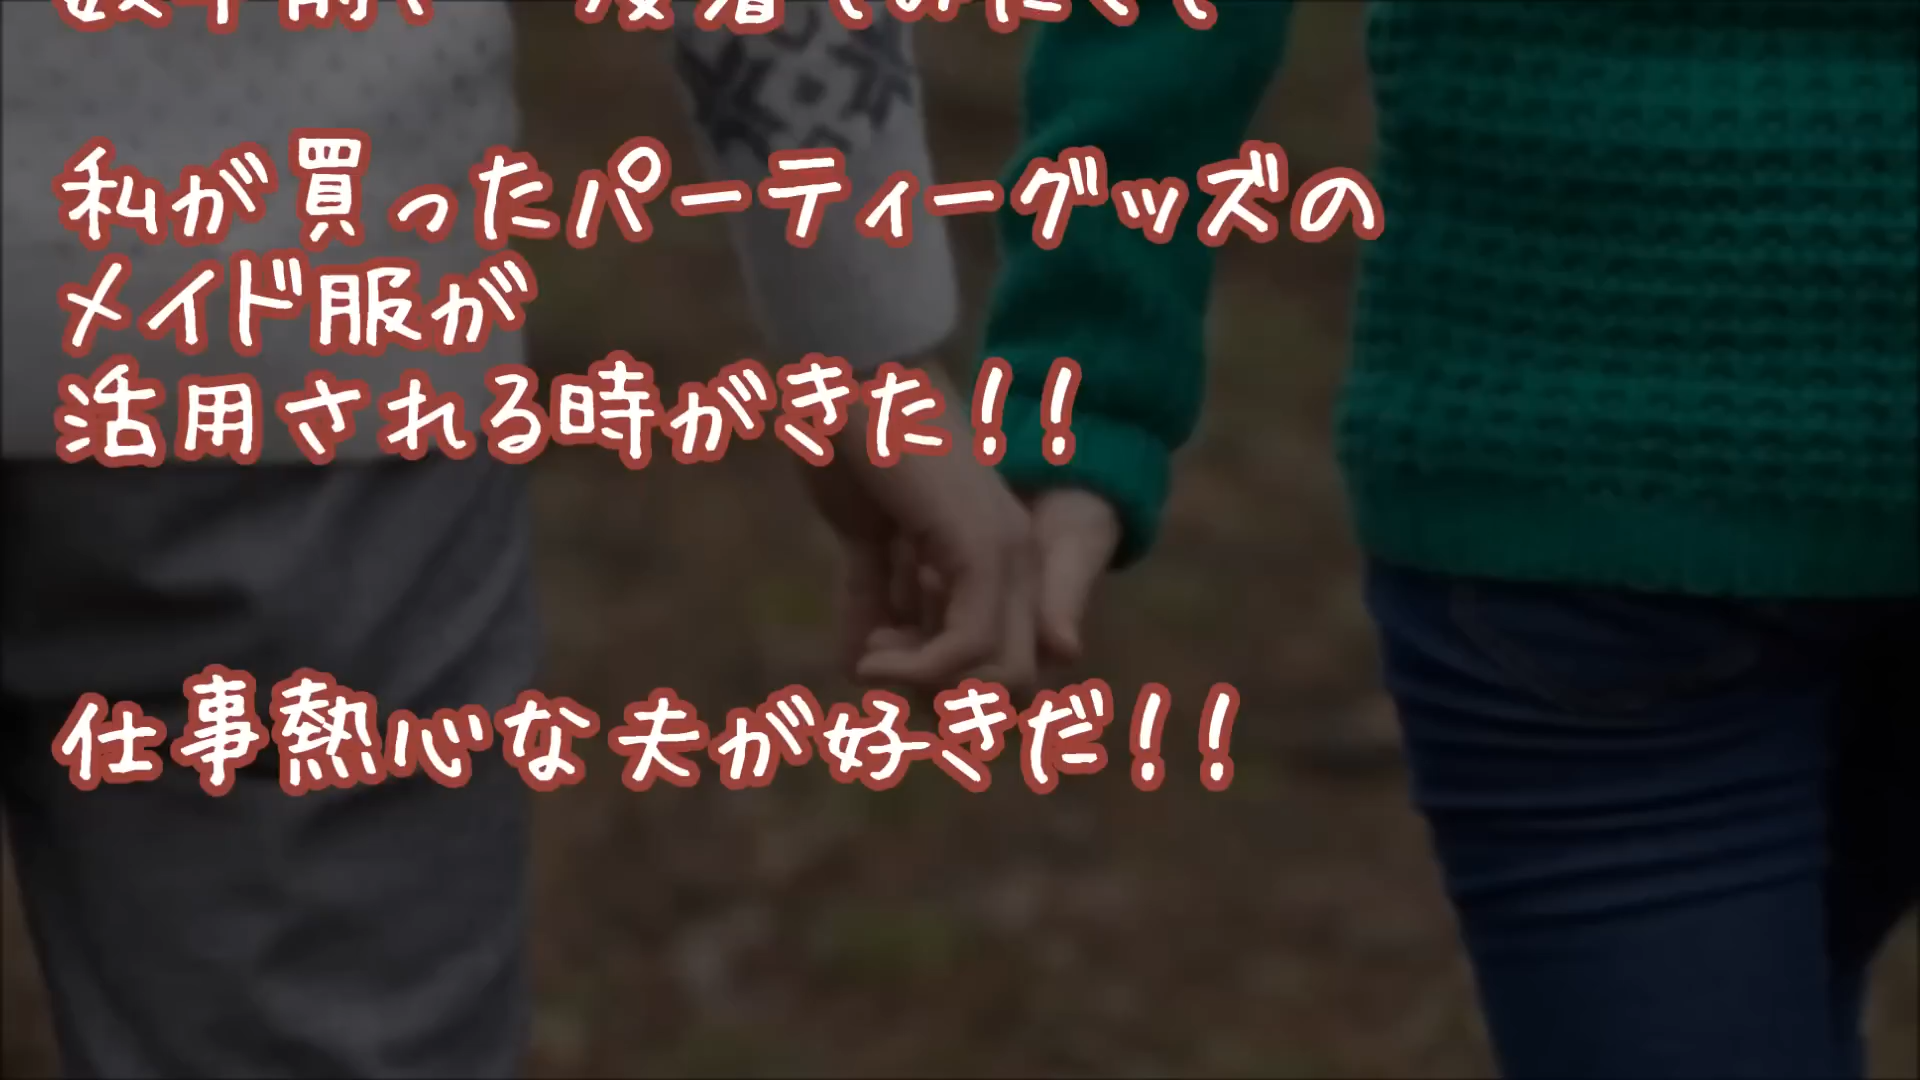 私が買ったパーティーグッズの
メイド服が
活用される時がきた!!
仕事熱心な夫が好きだ!!